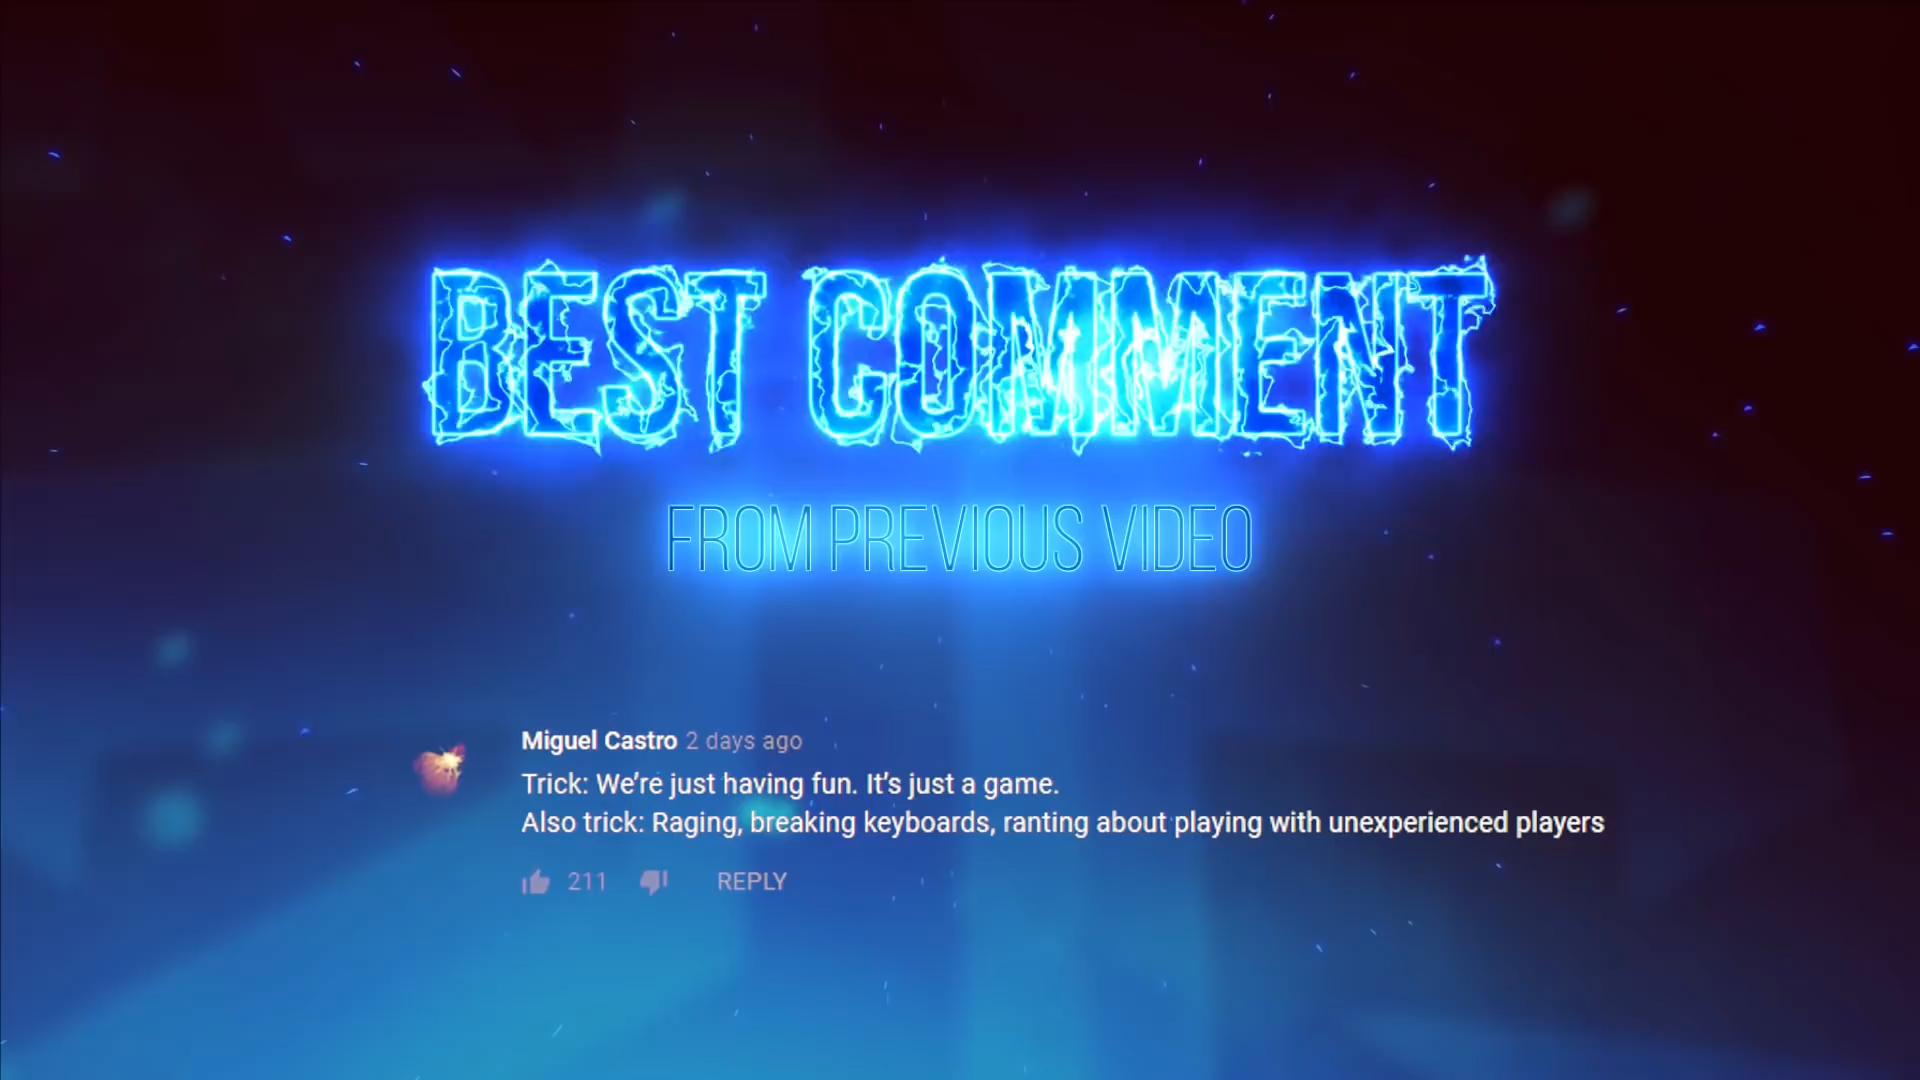 BEST COMMENT
FROM PREVIOUS VIDEO
Miguel Castro 2 days ago
Trick: We’re just having fun. It’s just a game.
Also trick: Raging, breaking keyboards, ranting about playing with unexperienced players
211 REPLY